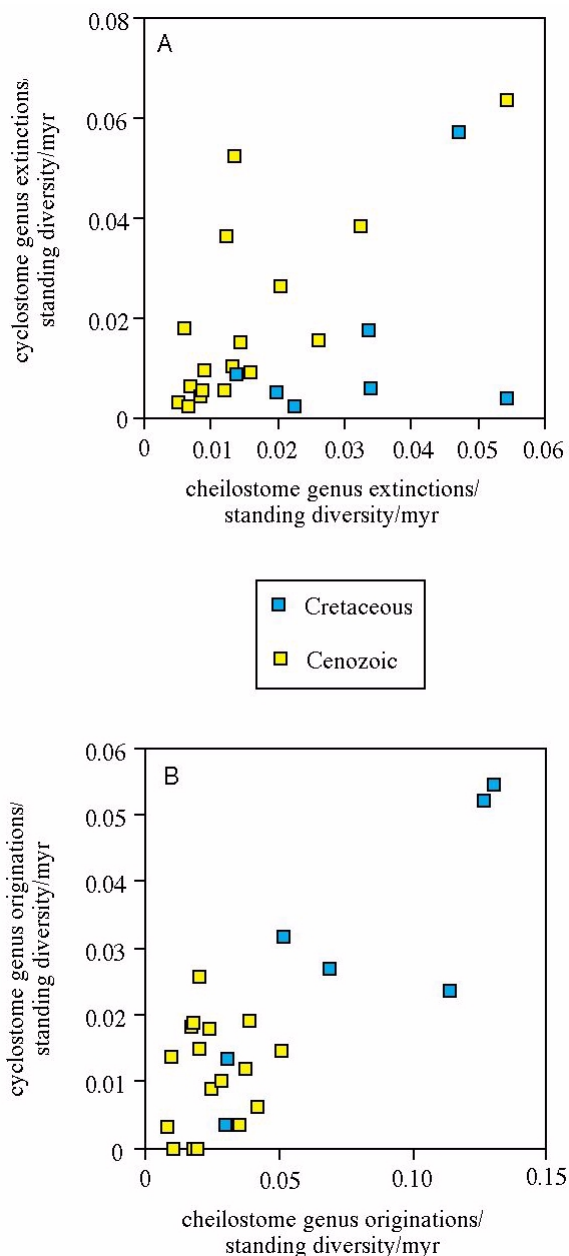 A
0.08
0.06
0.04
0.02
0
cyclostome genus extinctions/
standing diversity/myr
0 0.01 0.02 0.03 0.04 0.05 0.06
cheilostome genus extinctions/
standing diversity/myr
Cretaceous
Cenozoic
B
0.06
0.05
0.04
0.03
0.02
0.01
0
cyclostome genus originations/
standing diversity/myr
0 0.05 0.10 0.15
cheilostome genus originations/
standing diversity/myr